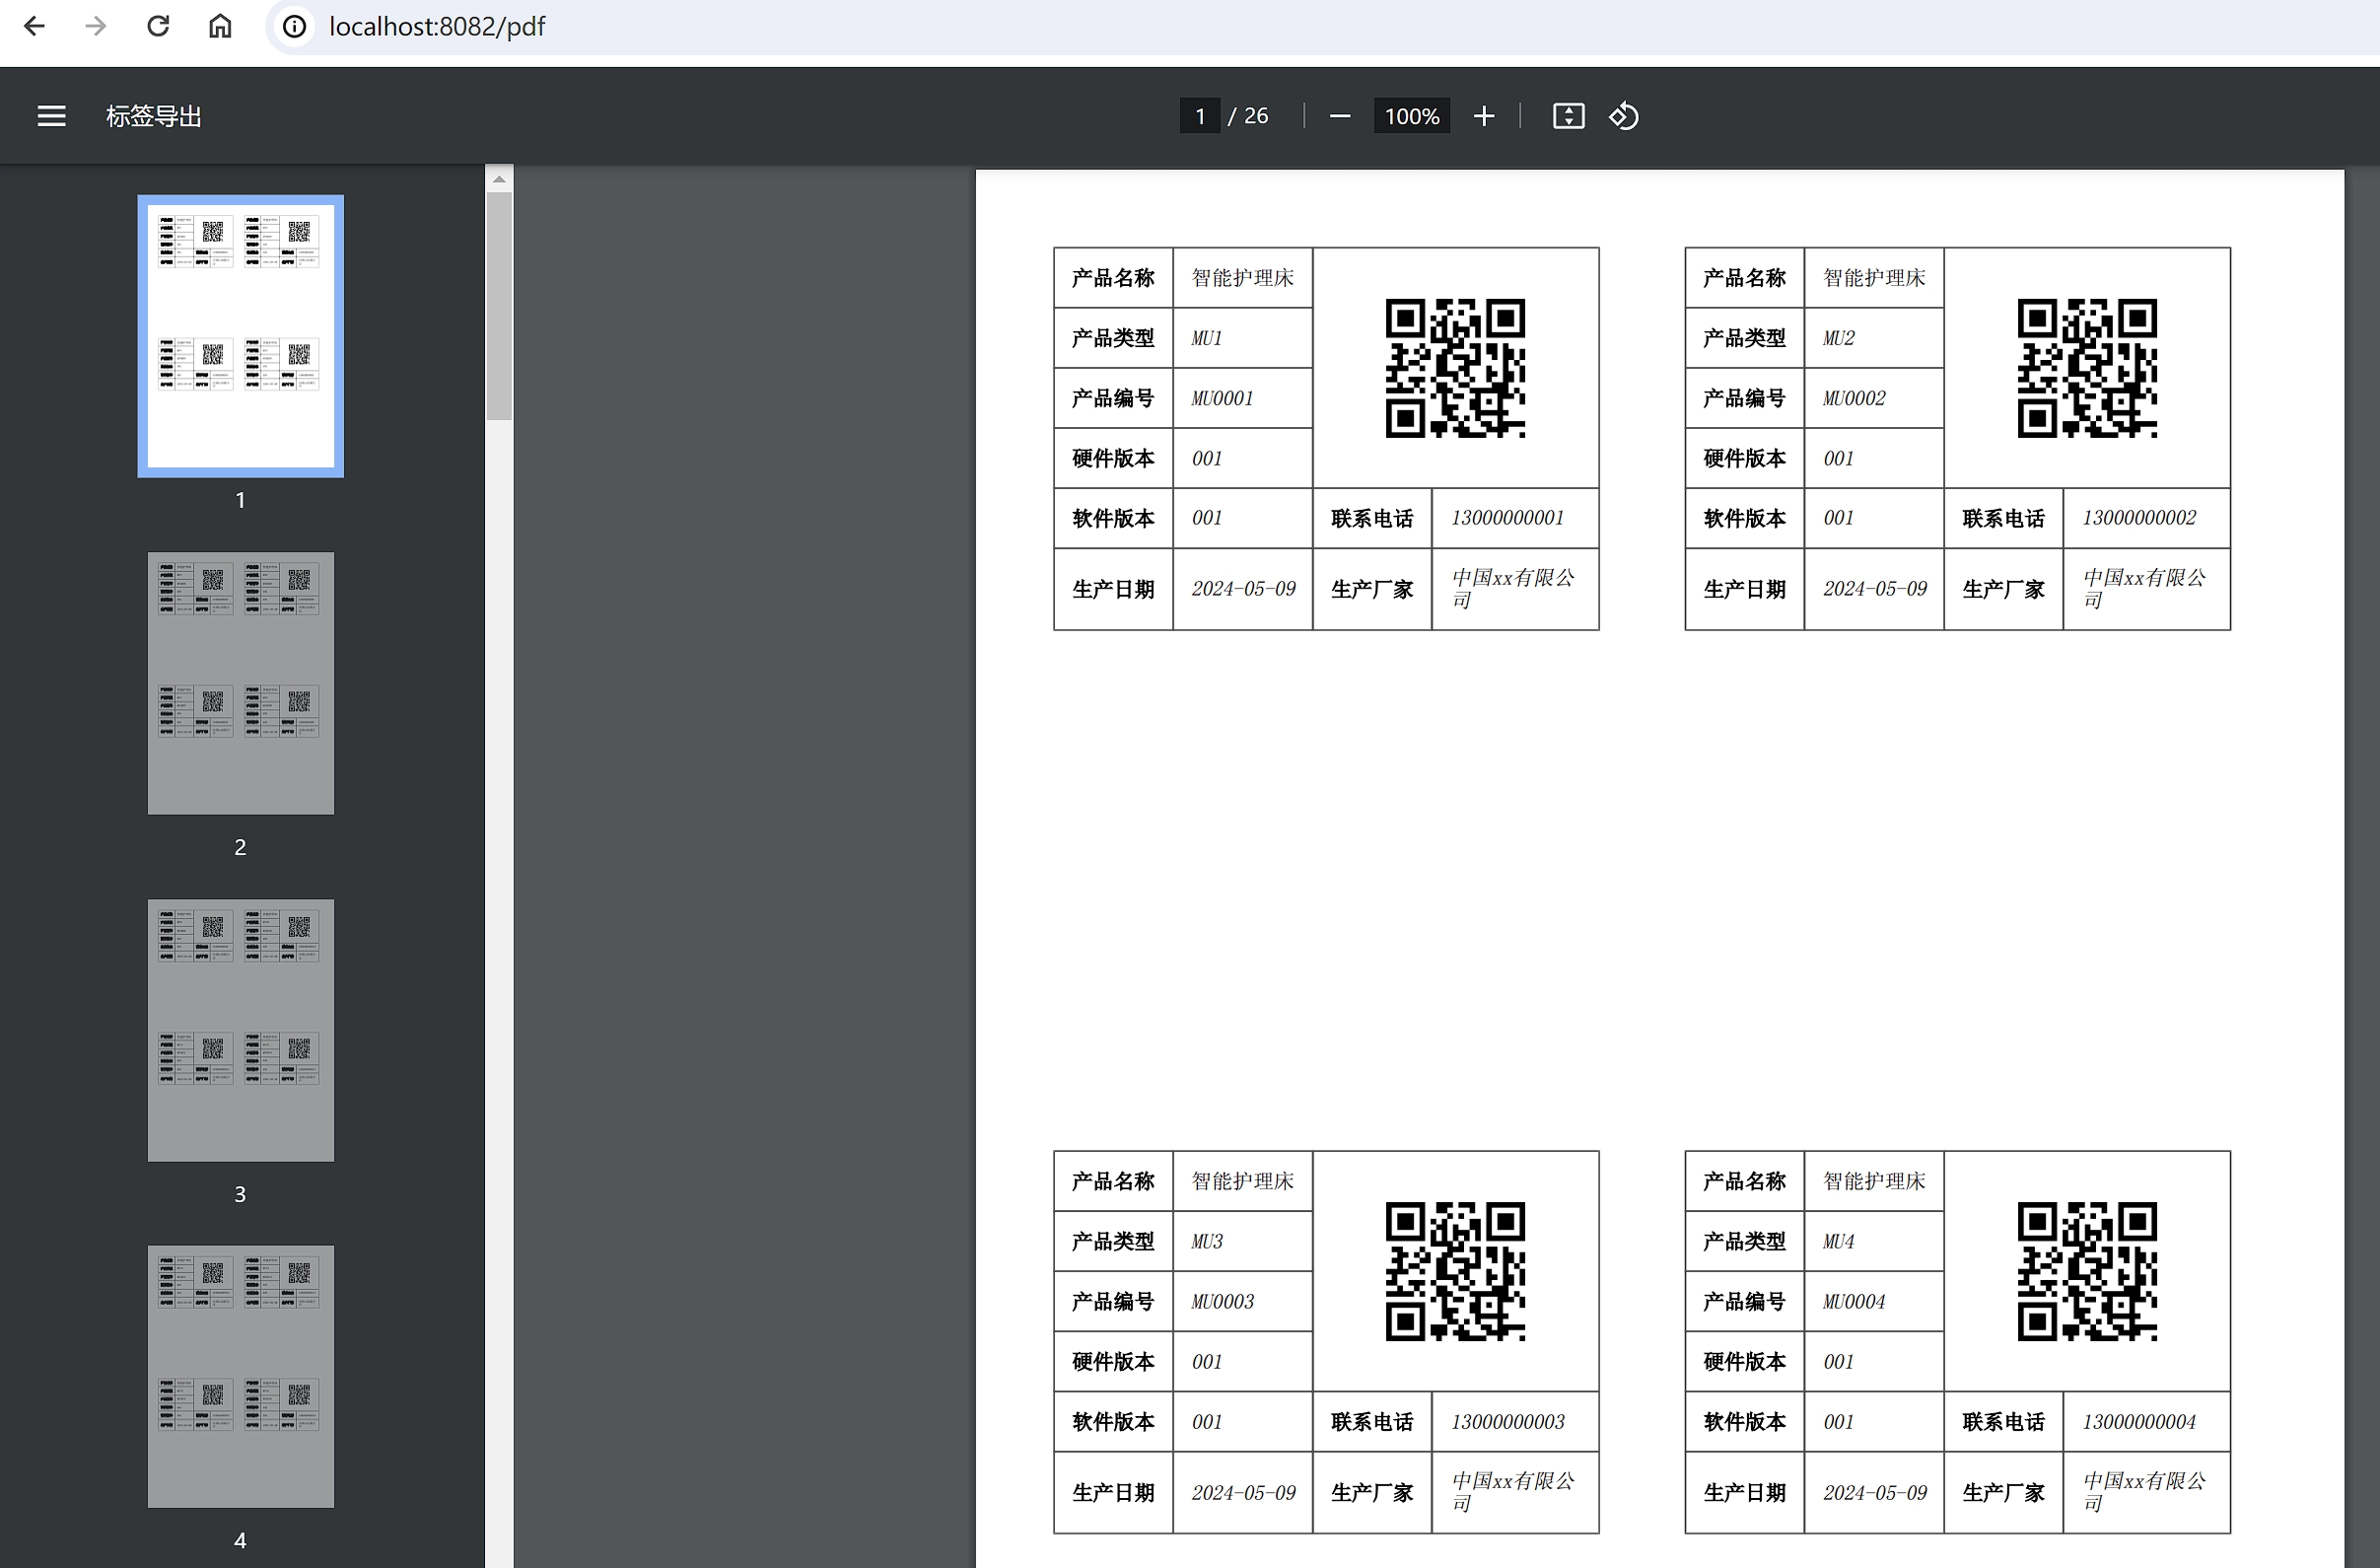 localhost:8082/pdf
标签导出
1 / 26
100%
1
2
3
4
产品名称 智能护理床
产品类型 MU1
产品编号 MU0001
硬件版本 001
软件版本 001 联系电话 13000000001
生产日期 2024-05-09 生产厂家 中国xx有限公
司
产品名称 智能护理床
产品类型 MU2
产品编号 MU0002
硬件版本 001
软件版本 001 联系电话 13000000002
生产日期 2024-05-09 生产厂家 中国xx有限公
司
产品名称 智能护理床
产品类型 MU3
产品编号 MU0003
硬件版本 001
软件版本 001 联系电话 13000000003
生产日期 2024-05-09 生产厂家 中国xx有限公
司
产品名称 智能护理床
产品类型 MU4
产品编号 MU0004
硬件版本 001
软件版本 001 联系电话 13000000004
生产日期 2024-05-09 生产厂家 中国xx有限公
司